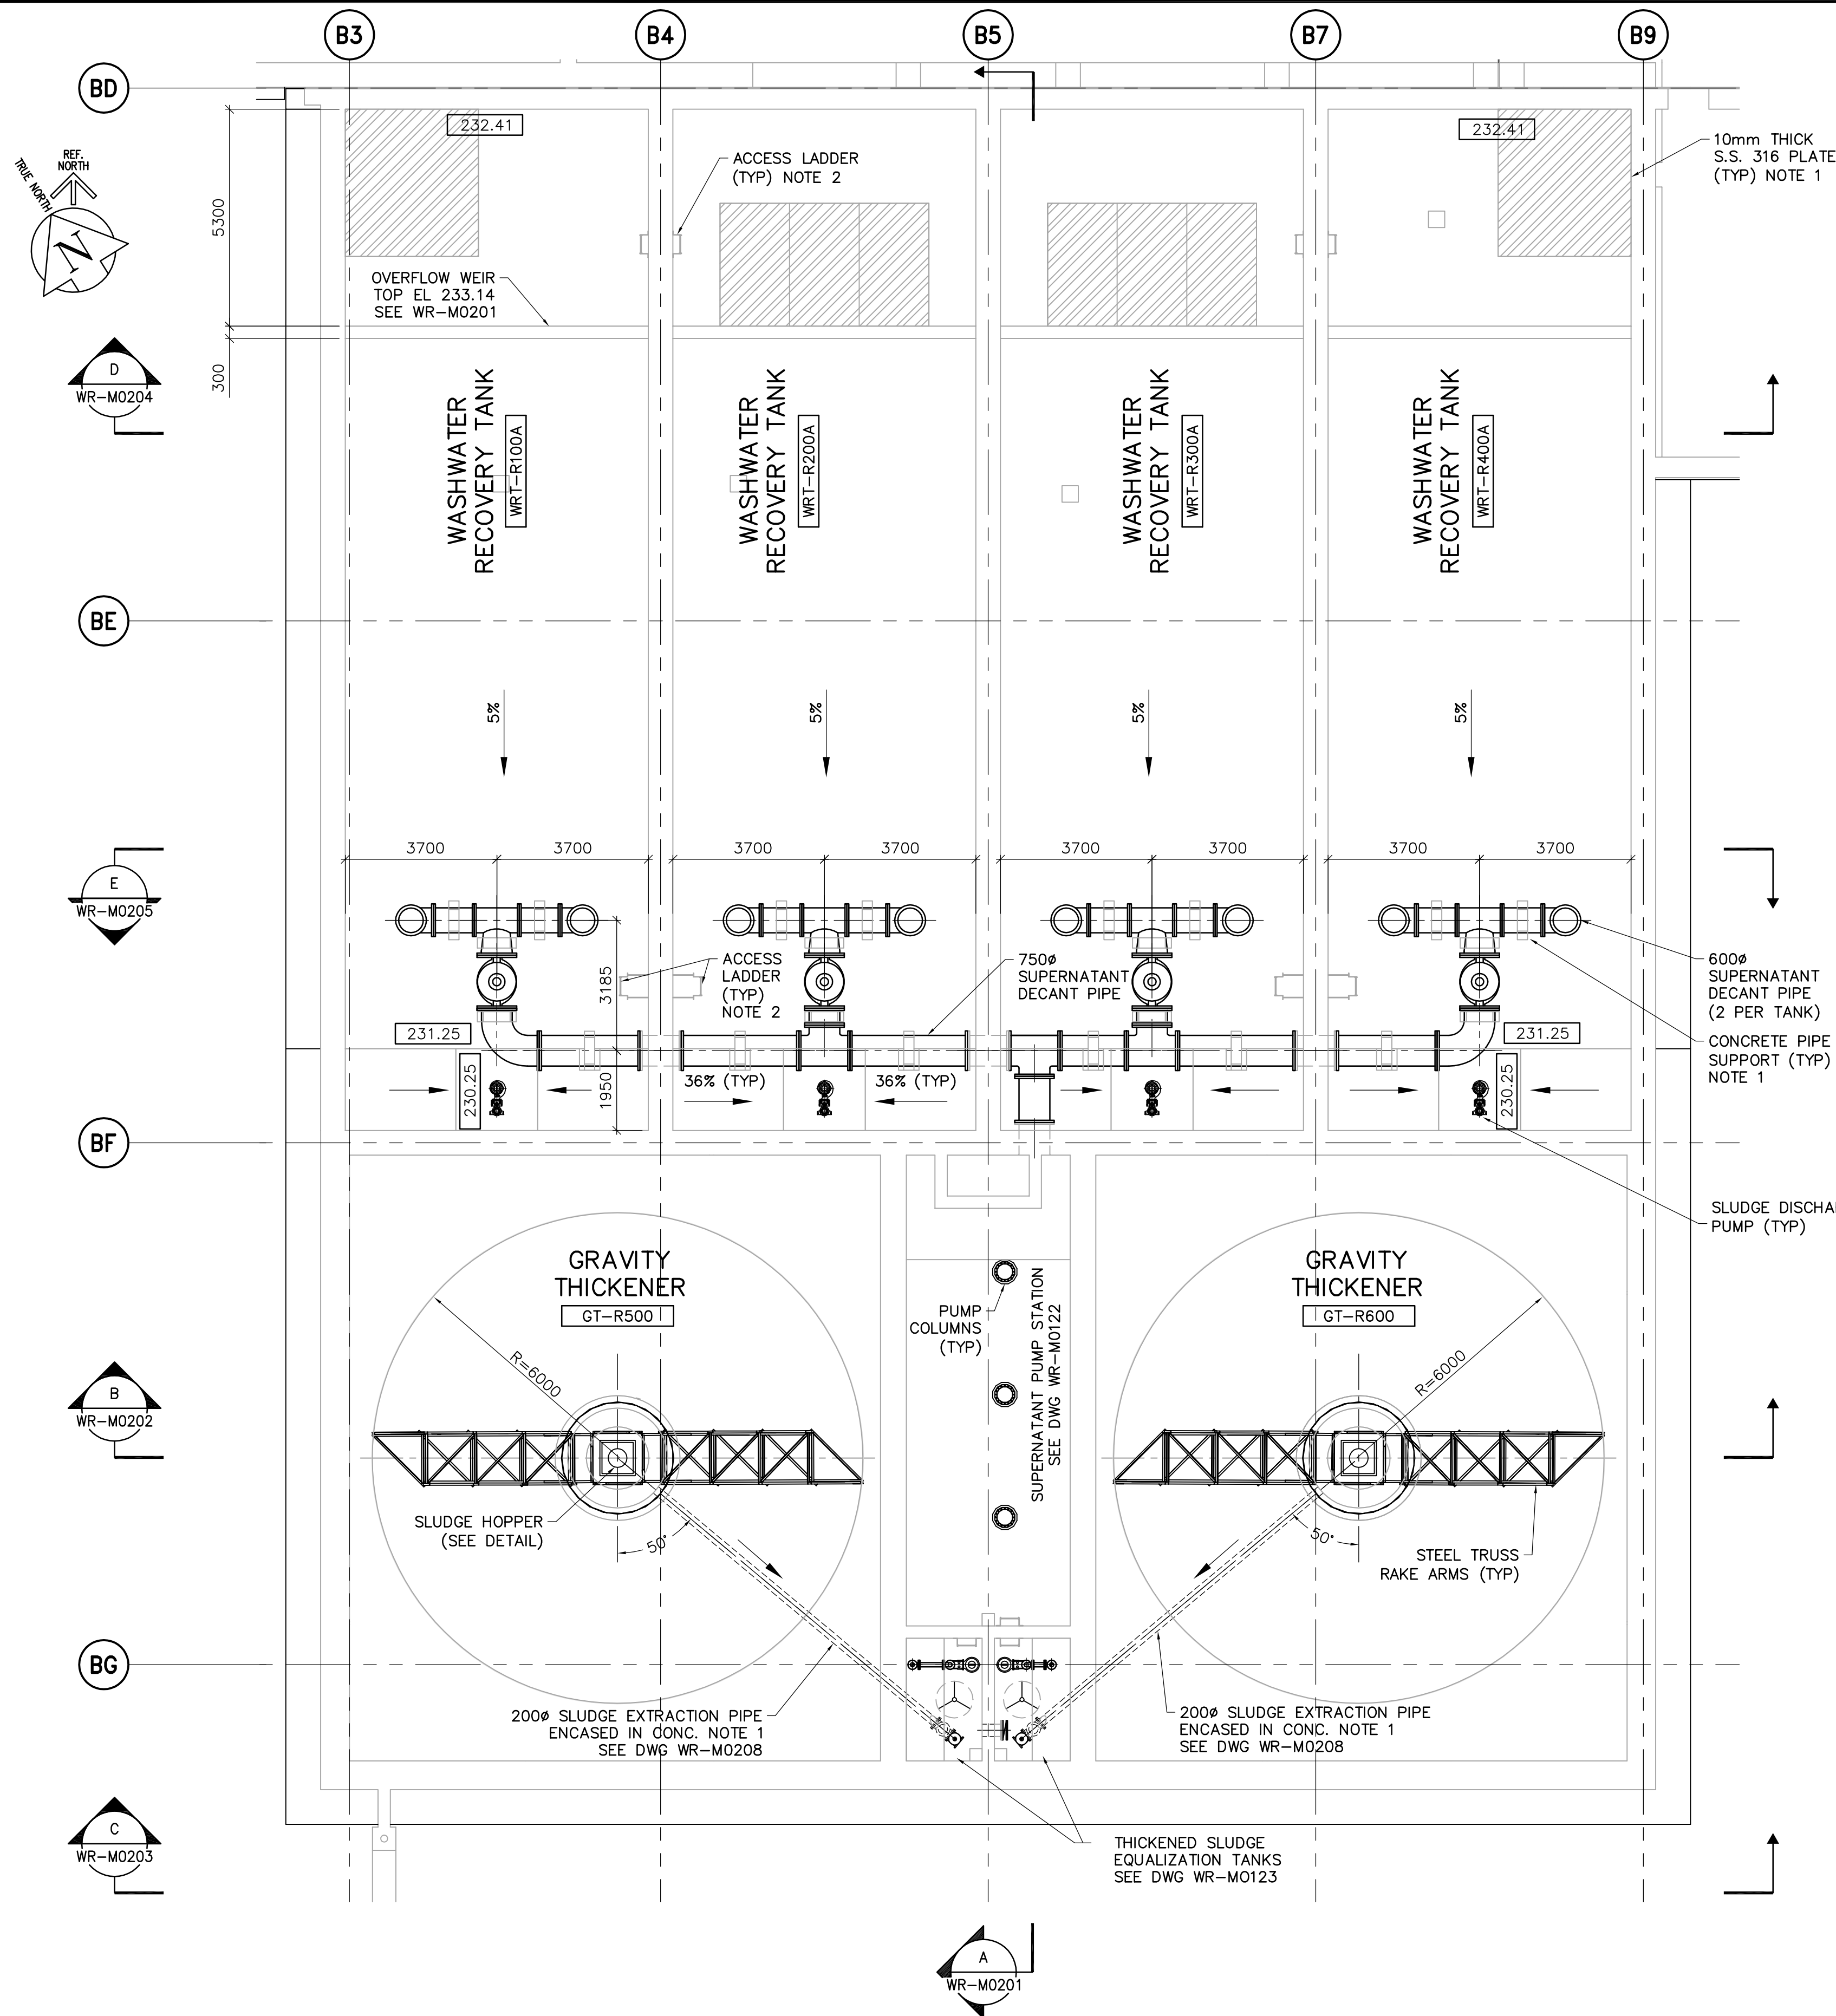 B3
B4
B5
B7
B9
BD
232.41
232.41
10mm THICK
S.S. 316 PLATE
(TYP) NOTE 1
ACCESS LADDER
(TYP) NOTE 2
REF.
NORTH
TRUE NORTH
N
5300
OVERFLOW WEIR
TOP EL 233.14
SEE WR-M0201
300
D
WR-M0204
WASHWATER
RECOVERY TANK
WRT-R100A
WASHWATER
RECOVERY TANK
WRT-R200A
WASHWATER
RECOVERY TANK
WRT-R300A
WASHWATER
RECOVERY TANK
WRT-R400A
BE
5%
5%
5%
5%
3700
3700
3700
3700
3700
3700
3700
3700
E
WR-M0205
3185
ACCESS
LADDER
(TYP)
NOTE 2
750ø
SUPERNATANT
DECANT PIPE
600ø
SUPERNATANT
DECANT PIPE
(2 PER TANK)
CONCRETE PIPE
SUPPORT (TYP)
NOTE 1
231.25
231.25
230.25
1950
36% (TYP)
36% (TYP)
230.25
BF
SLUDGE DISCHA
PUMP (TYP)
GRAVITY
THICKENER
GT-R500
GRAVITY
THICKENER
GT-R600
PUMP
COLUMNS
(TYP)
SUPERNATANT PUMP STATION
SEE DWG WR-M0122
R=6000
R=6000
B
WR-M0202
SLUDGE HOPPER
(SEE DETAIL)
50°
50°
STEEL TRUSS
RAKE ARMS (TYP)
BG
200ø SLUDGE EXTRACTION PIPE
ENCASED IN CONC. NOTE 1
SEE DWG WR-M0208
200ø SLUDGE EXTRACTION PIPE
ENCASED IN CONC. NOTE 1
SEE DWG WR-M0208
C
WR-M0203
THICKENED SLUDGE
EQUALIZATION TANKS
SEE DWG WR-M0123
A
WR-M0201